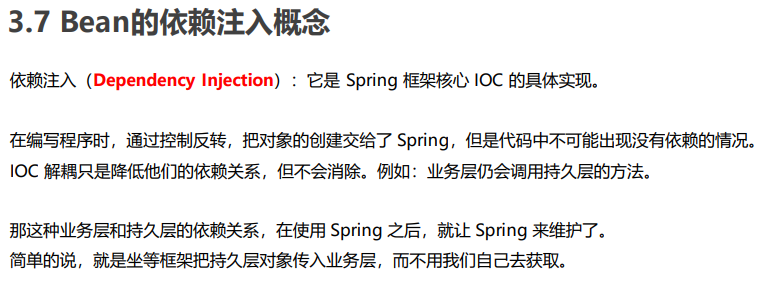 3.7 Bean的依赖注入概念
依赖注入（Dependency Injection）：它是 Spring 框架核心 IOC 的具体实现。
在编写程序时，通过控制反转，把对象的创建交给了 Spring，但是代码中不可能出现没有依赖的情况。
IOC 解耦只是降低他们的依赖关系，但不会消除。例如：业务层仍会调用持久层的方法。
那这种业务层和持久层的依赖关系，在使用 Spring 之后，就让 Spring 来维护了。
简单的说，就是坐等框架把持久层对象传入业务层，而不用我们自己去获取。